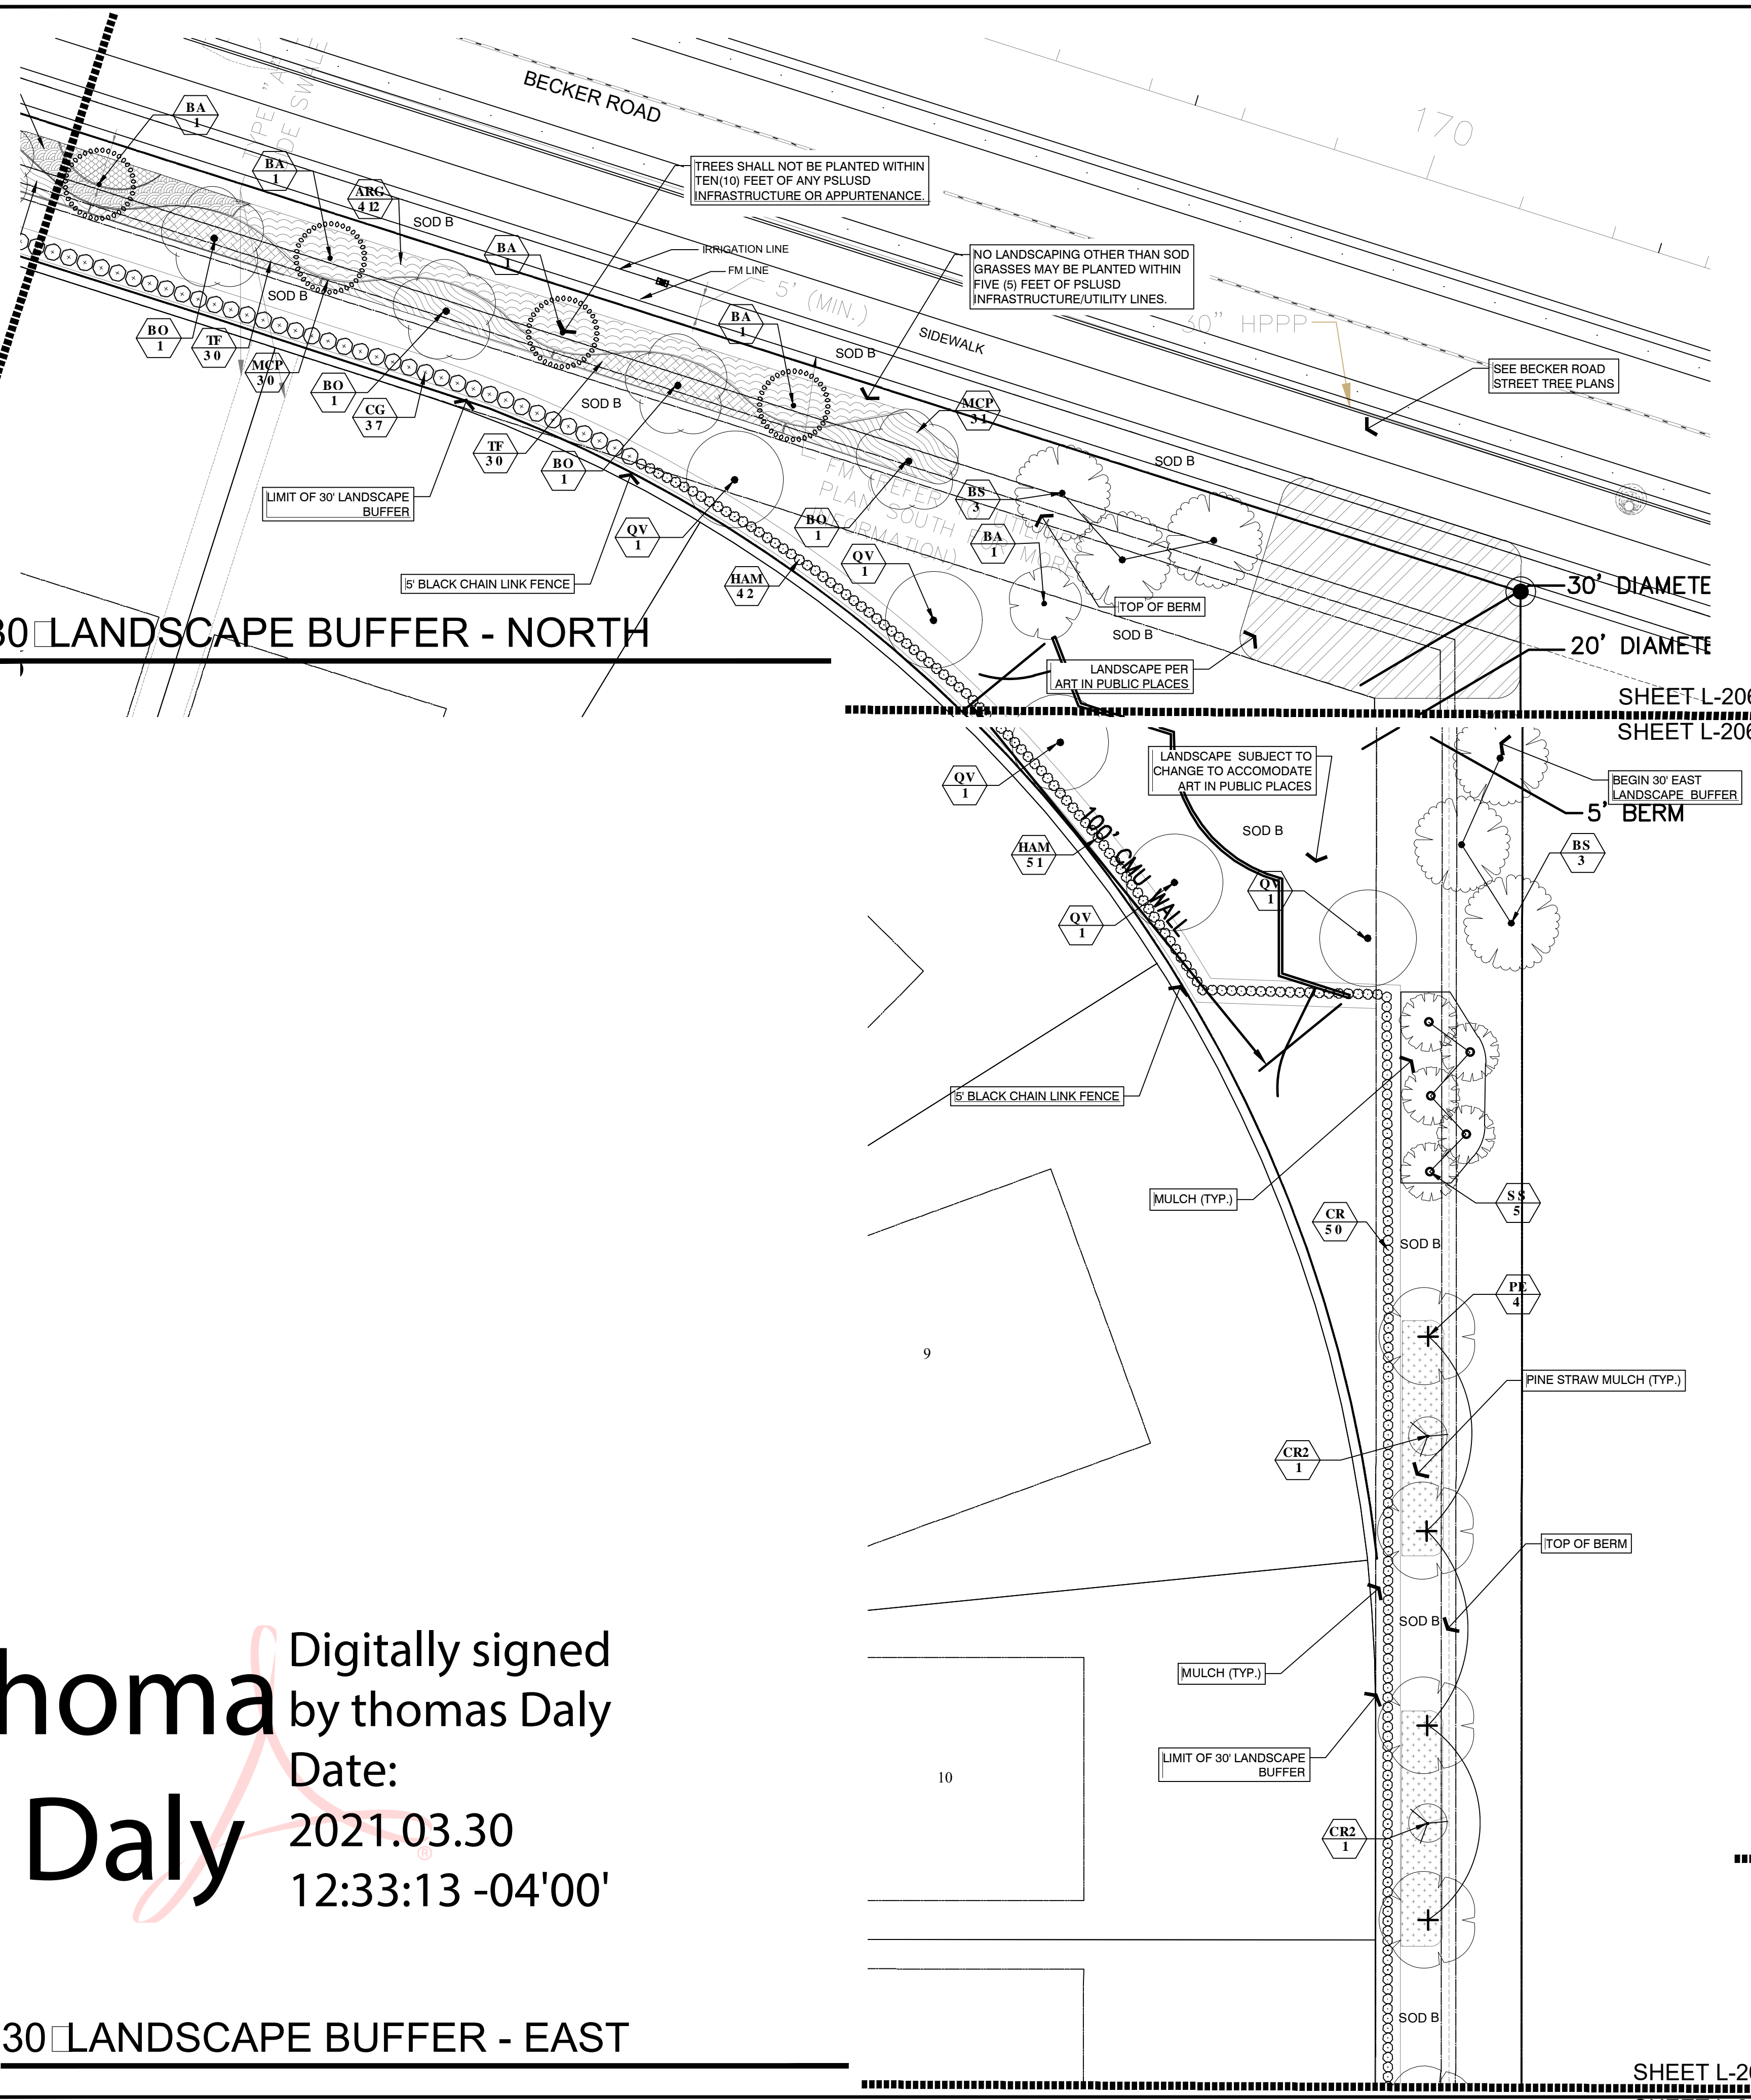 BECKER ROAD
170
BA
1
BA
1
ARG
412
SOD B
TREES SHALL NOT BE PLANTED WITHIN
TEN(10) FEET OF ANY PSLUSD
INFRASTRUCTURE OR APPURTENANCE.
BA
1
IRRIGATION LINE
FM LINE
5' (MIN.)
NO LANDSCAPING OTHER THAN SOD
GRASSES MAY BE PLANTED WITHIN
FIVE (5) FEET OF PSLUSD
INFRASTRUCTURE/UTILITY LINES.
SOD B
BA
1
SIDEWALK
30" HPPP
BO
1
TF
30
MCP
30
BO
1
CG
37
SOD B
SOD B
SEE BECKER ROAD
STREET TREE PLANS
MCP
31
TF
30
BO
1
SOD B
LIMIT OF 30' LANDSCAPE
BUFFER
QV
1
BO
1
BS
3
BA
1
QV
1
5' BLACK CHAIN LINK FENCE
HAM
42
TOP OF BERM
SOD B
30' DIAMETE
20' DIAMETE
30 LANDSCAPE BUFFER - NORTH
LANDSCAPE PER
ART IN PUBLIC PLACES
SHEET L-206
SHEET L-206
QV
1
LANDSCAPE SUBJECT TO
CHANGE TO ACCOMODATE
ART IN PUBLIC PLACES
BEGIN 30' EAST
LANDSCAPE BUFFER
5' BERM
SOD B
HAM
51
100' CMU WALL
BS
3
QV
1
QV
1
5' BLACK CHAIN LINK FENCE
MULCH (TYP.)
SS
5
CR
50
SOD B
PE
4
9
PINE STRAW MULCH (TYP.)
CR2
1
TOP OF BERM
SOD B
MULCH (TYP.)
LIMIT OF 30' LANDSCAPE
BUFFER
10
CR2
1
homa
Daly
Digitally signed
by thomas Daly
Date:
2021.03.30
12:33:13 -04'00'
SOD B
30 LANDSCAPE BUFFER - EAST
SHEET L-20